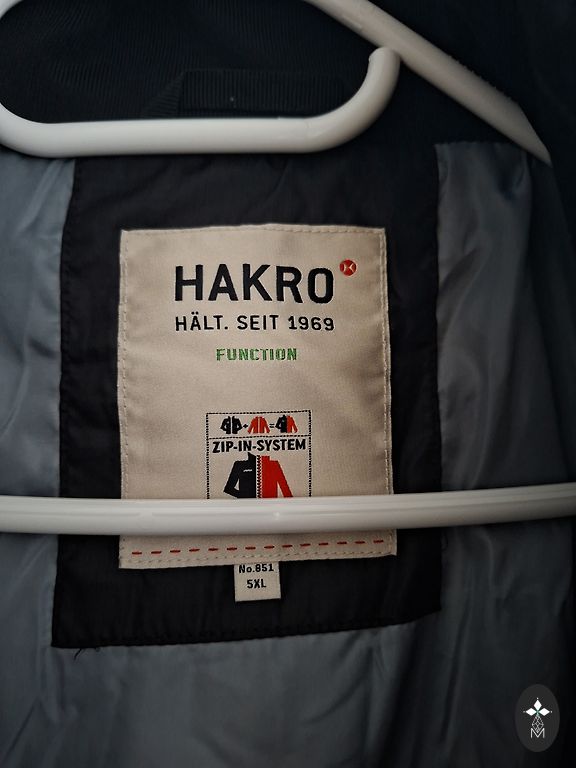 HAKRO
HÄLT. SEIT 1969
FUNCTION
ZIP-IN-SYSTEM
No.851
5XL
M